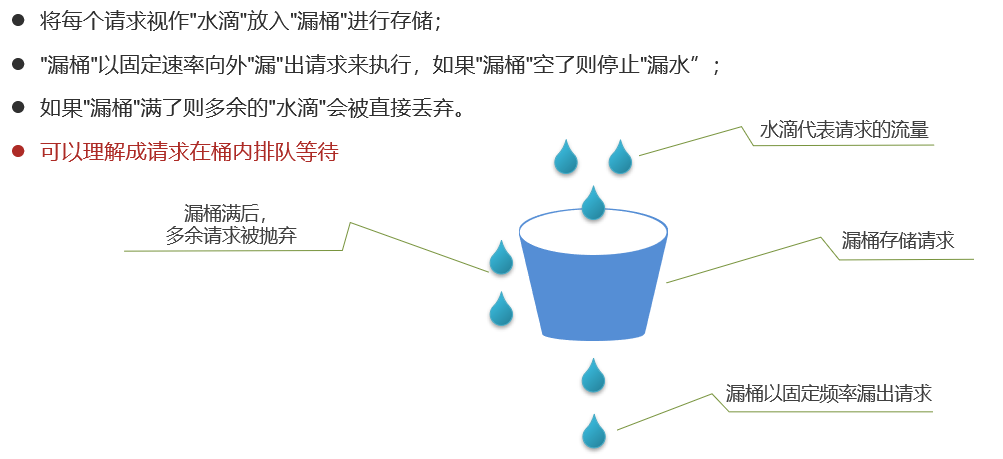 ● 将每个请求视作"水滴"放入"漏桶"进行存储；
● "漏桶"以固定速率向外"漏"出请求来执行，如果"漏桶"空了则停止"漏水”；
● 如果"漏桶"满了则多余的"水滴"会被直接丢弃。
● 可以理解成请求在桶内排队等待
水滴代表请求的流量
漏桶满后，
多余请求被抛弃
漏桶存储请求
漏桶以固定频率漏出请求